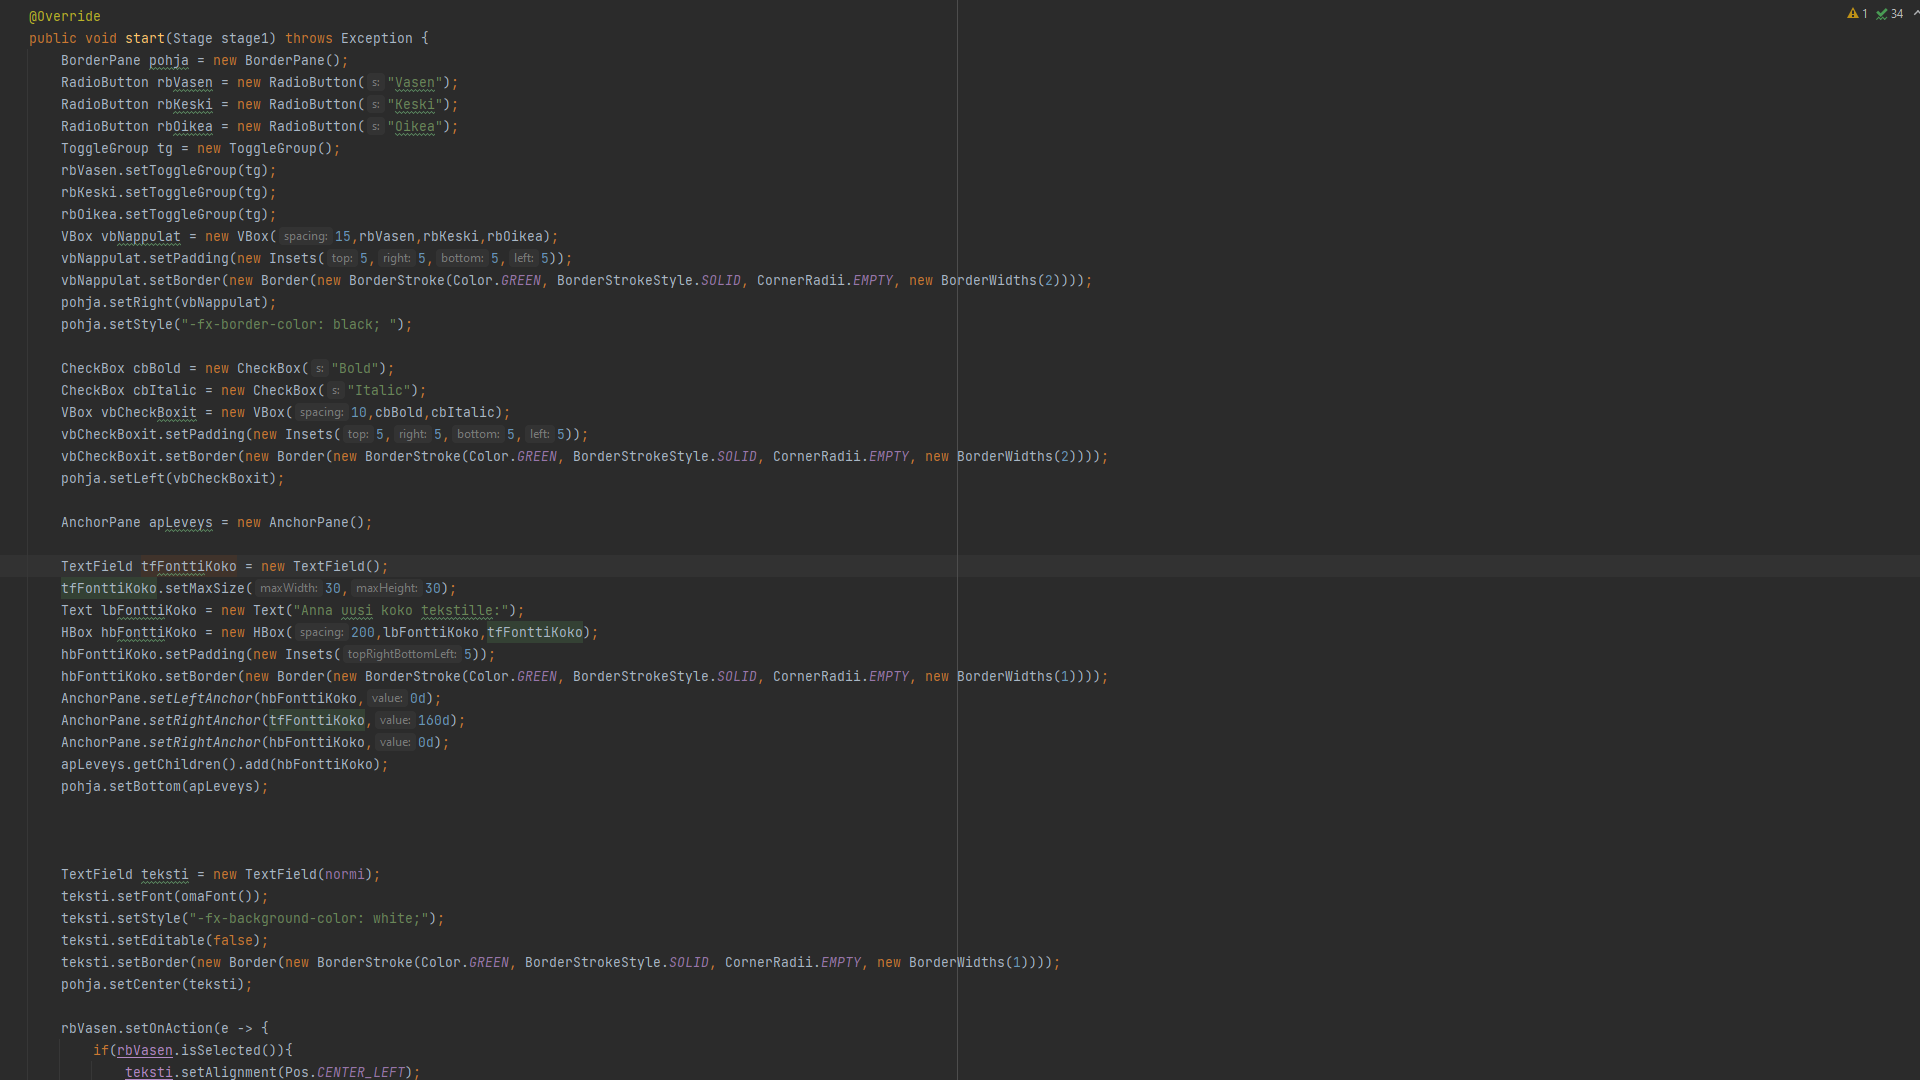 @Override
1 34
public void start(Stage stage1) throws Exception {
BorderPane pohja = new BorderPane();
RadioButton rbVasen = new RadioButton( s: "Vasen");
RadioButton rbKeski = new RadioButton( s: "Keski");
RadioButton rbOikea = new RadioButton( s: "Oikea");
ToggleGroup tg = new ToggleGroup();
rbVasen.setToggleGroup(tg);
rbKeski.setToggleGroup(tg);
rbOikea.setToggleGroup(tg);
VBox vbNappulat = new VBox( spacing: 15,rbVasen,rbKeski,rbOikea);
vbNappulat.setPadding(new Insets( top: 5, right: 5, bottom: 5, left: 5));
vbNappulat.setBorder(new Border(new BorderStroke(Color.GREEN, BorderStrokeStyle.SOLID, CornerRadii.EMPTY, new BorderWidths(2))));
pohja.setRight(vbNappulat);
pohja.setStyle("-fx-border-color: black; ");
CheckBox cbBold = new CheckBox( s: "Bold");
CheckBox cbItalic = new CheckBox( s: "Italic");
VBox vbCheckBoxit = new VBox( spacing: 10,cbBold,cbItalic);
vbCheckBoxit.setPadding(new Insets( top: 5, right: 5, bottom: 5, left: 5));
vbCheckBoxit.setBorder(new Border(new BorderStroke(Color.GREEN, BorderStrokeStyle.SOLID, CornerRadii.EMPTY, new BorderWidths(2))));
pohja.setLeft(vbCheckBoxit);
AnchorPane apLeveys = new AnchorPane();
TextField tfFonttiKoko = new TextField();
tfFonttiKoko.setMaxSize( maxWidth: 30, maxHeight: 30);
Text lbFonttiKoko = new Text("Anna uusi koko tekstille:");
HBox hbFonttiKoko = new HBox( spacing: 200,lbFonttiKoko,tfFonttiKoko);
hbFonttiKoko.setPadding(new Insets( topRightBottomLeft: 5));
hbFonttiKoko.setBorder(new Border(new BorderStroke(Color.GREEN, BorderStrokeStyle.SOLID, CornerRadii.EMPTY, new BorderWidths(1))));
AnchorPane.setLeftAnchor(hbFonttiKoko, value: 0d);
AnchorPane.setRightAnchor(tfFonttiKoko, value: 160d);
AnchorPane.setRightAnchor(hbFonttiKoko, value: 0d);
apLeveys.getChildren().add(hbFonttiKoko);
pohja.setBottom(apLeveys);
TextField teksti = new TextField(normi);
teksti.setFont(omaFont());
teksti.setStyle("-fx-background-color: white;");
teksti.setEditable(false);
teksti.setBorder(new Border(new BorderStroke(Color.GREEN, BorderStrokeStyle.SOLID, CornerRadii.EMPTY, new BorderWidths(1))));
pohja.setCenter(teksti);
rbVasen.setOnAction(e -> {
if(rbVasen.isSelected()){
teksti.setAlignment(Pos.CENTER_LEFT);